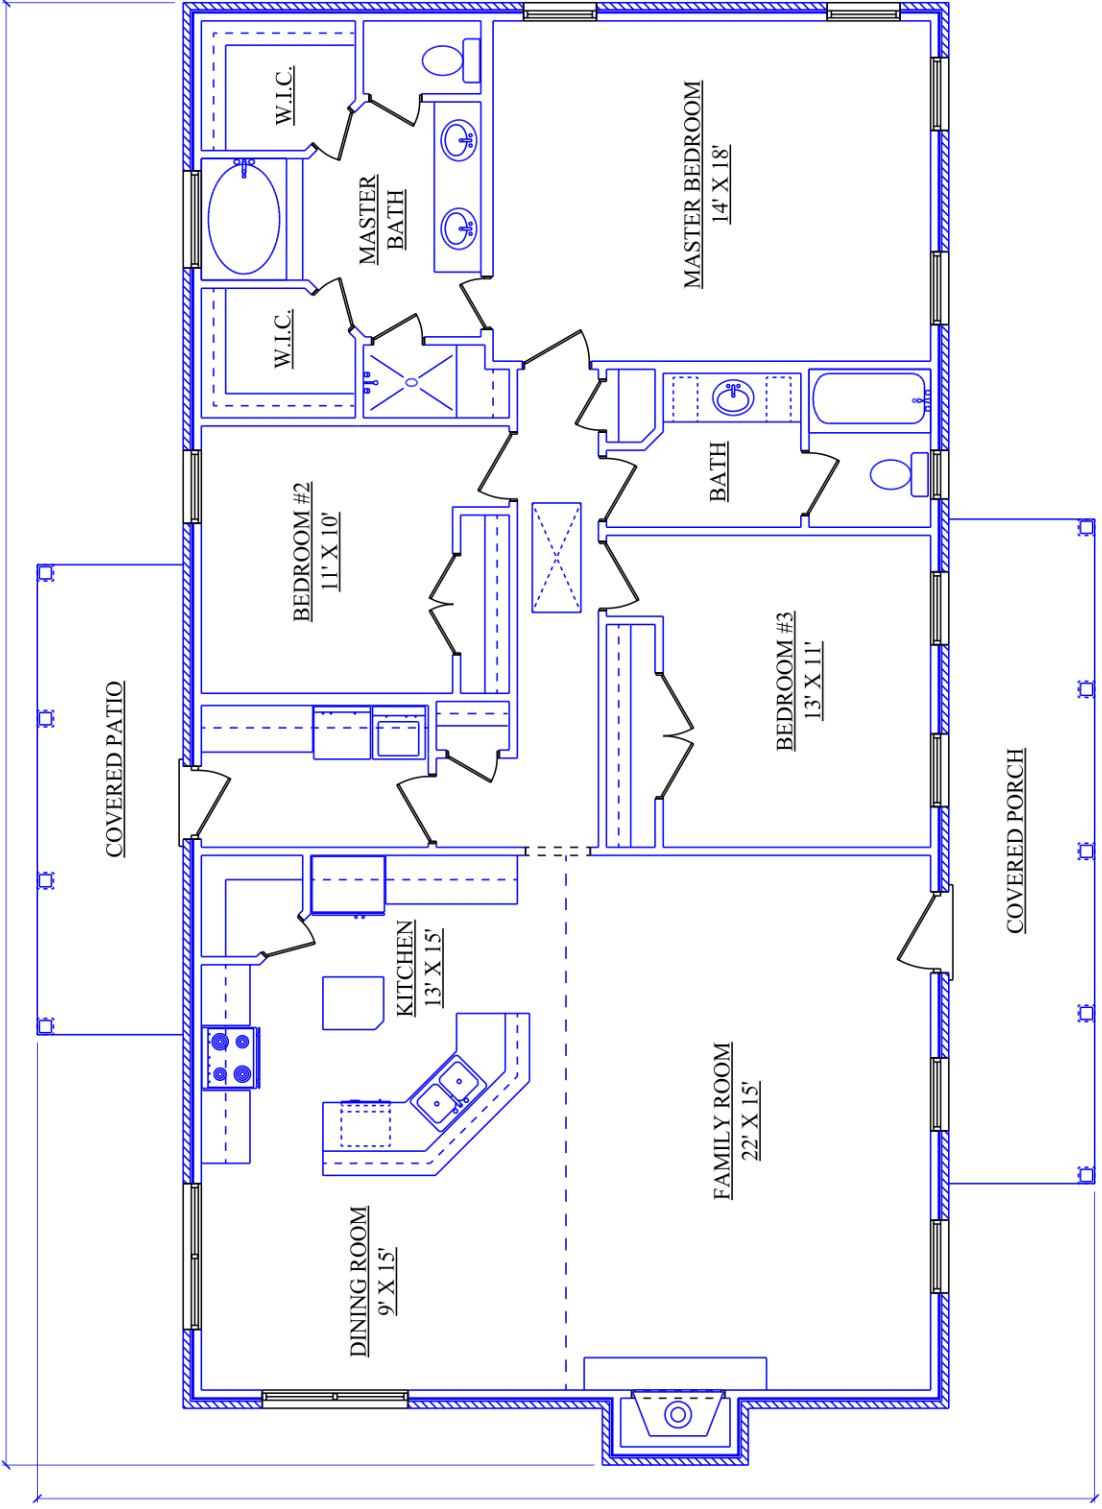 W.I.C.
MASTER
BATH
W.I.C.
MASTER BEDROOM
14' X 18'
BEDROOM #2
11' X 10'
BATH
COVERED PATIO
BEDROOM #3
13' X 11'
COVERED PORCH
KITCHEN
13' X 15'
DINING ROOM
9' X 15'
FAMILY ROOM
22' X 15'